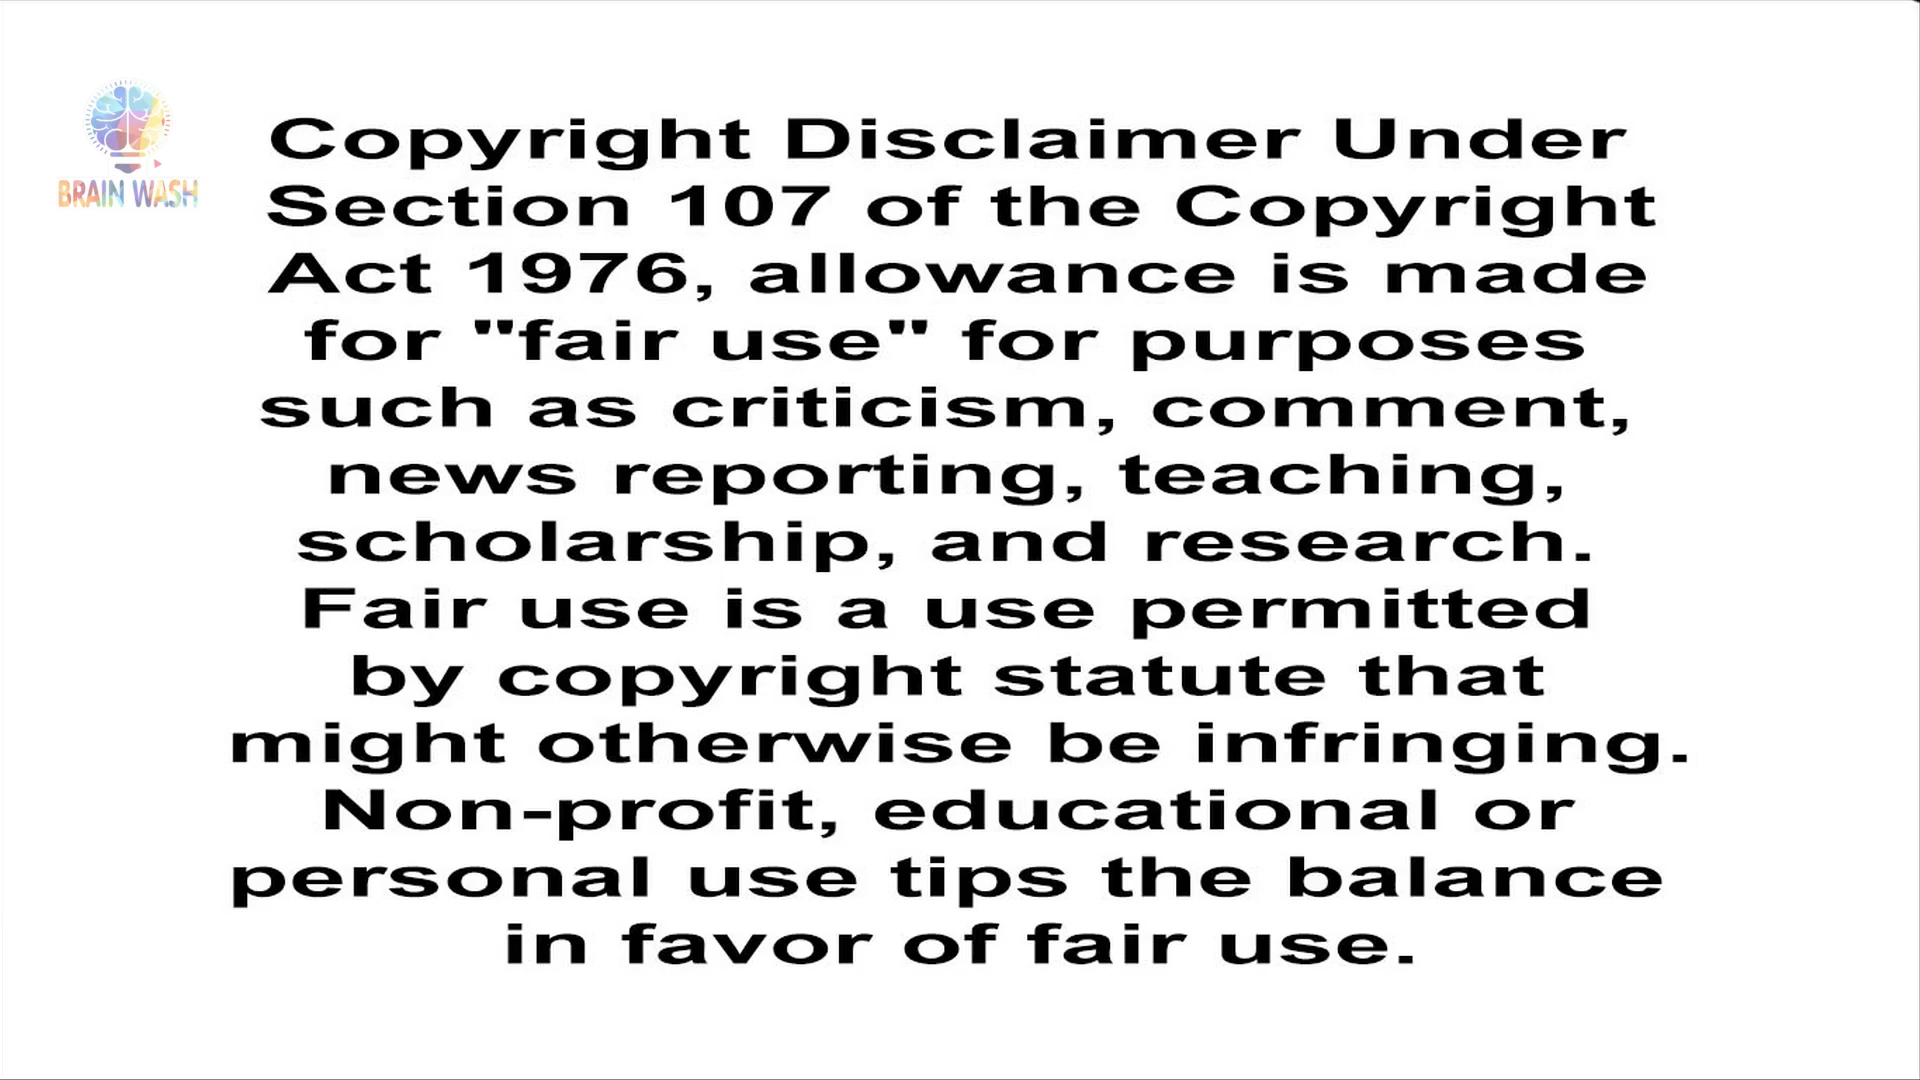 BRAIN WASH
Copyright Disclaimer Under
Section 107 of the Copyright
Act 1976, allowance is made
for "fair use" for purposes
such as criticism, comment,
news reporting, teaching,
scholarship, and research.
Fair use is a use permitted
by copyright statute that
might otherwise be infringing.
Non-profit, educational or
personal use tips the balance
in favor of fair use.